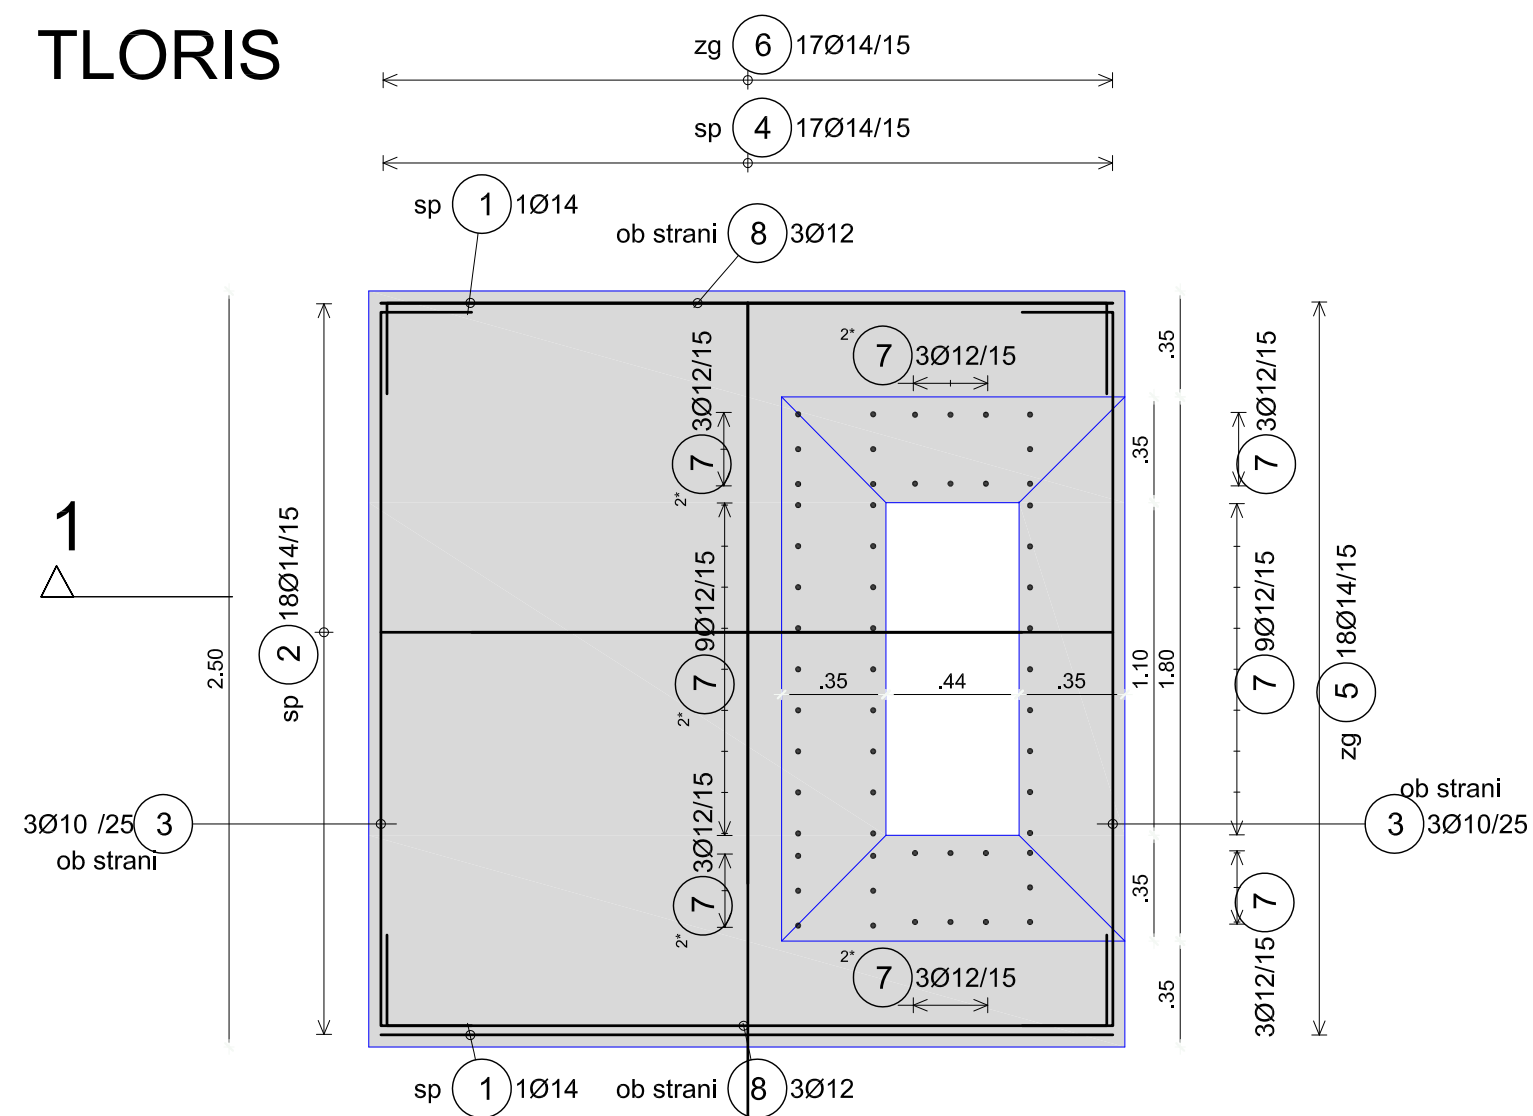 TLORIS
zg 6 17Ø14/15
sp 4 17Ø14/15
sp 1 1Ø14
ob strani 8 3Ø12
2* 7 3Ø12/15
2* 7 3Ø12/15
7 3Ø12/15
.35
.35
1
sp 2 18Ø14/15
2.50
2* 7 9Ø12/15
.35 .44 .35
1.10
1.80
7 9Ø12/15
zg 5 18Ø14/15
3Ø10 /25 3
ob strani
ob strani
3 3Ø10/25
2* 7 3Ø12/15
.35
.35
7 3Ø12/15
2* 7 3Ø12/15
sp 1 1Ø14
ob strani 8 3Ø12